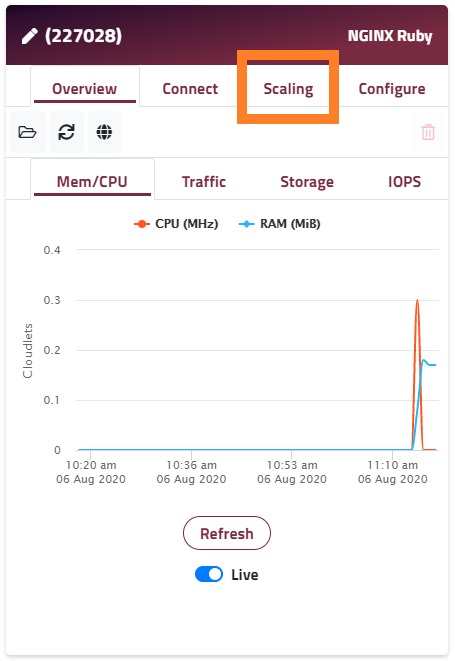 (227028) NGINX Ruby
Overview Connect Scaling Configure
Mem/CPU Traffic Storage IOPS
CPU (MHz) RAM (MiB)
0.4
0.3
0.2
0.1
0
Cloudlets
10:20 am 10:36 am 10:53 am 11:10 am
06 Aug 2020 06 Aug 2020 06 Aug 2020 06 Aug 2020
Refresh
Live